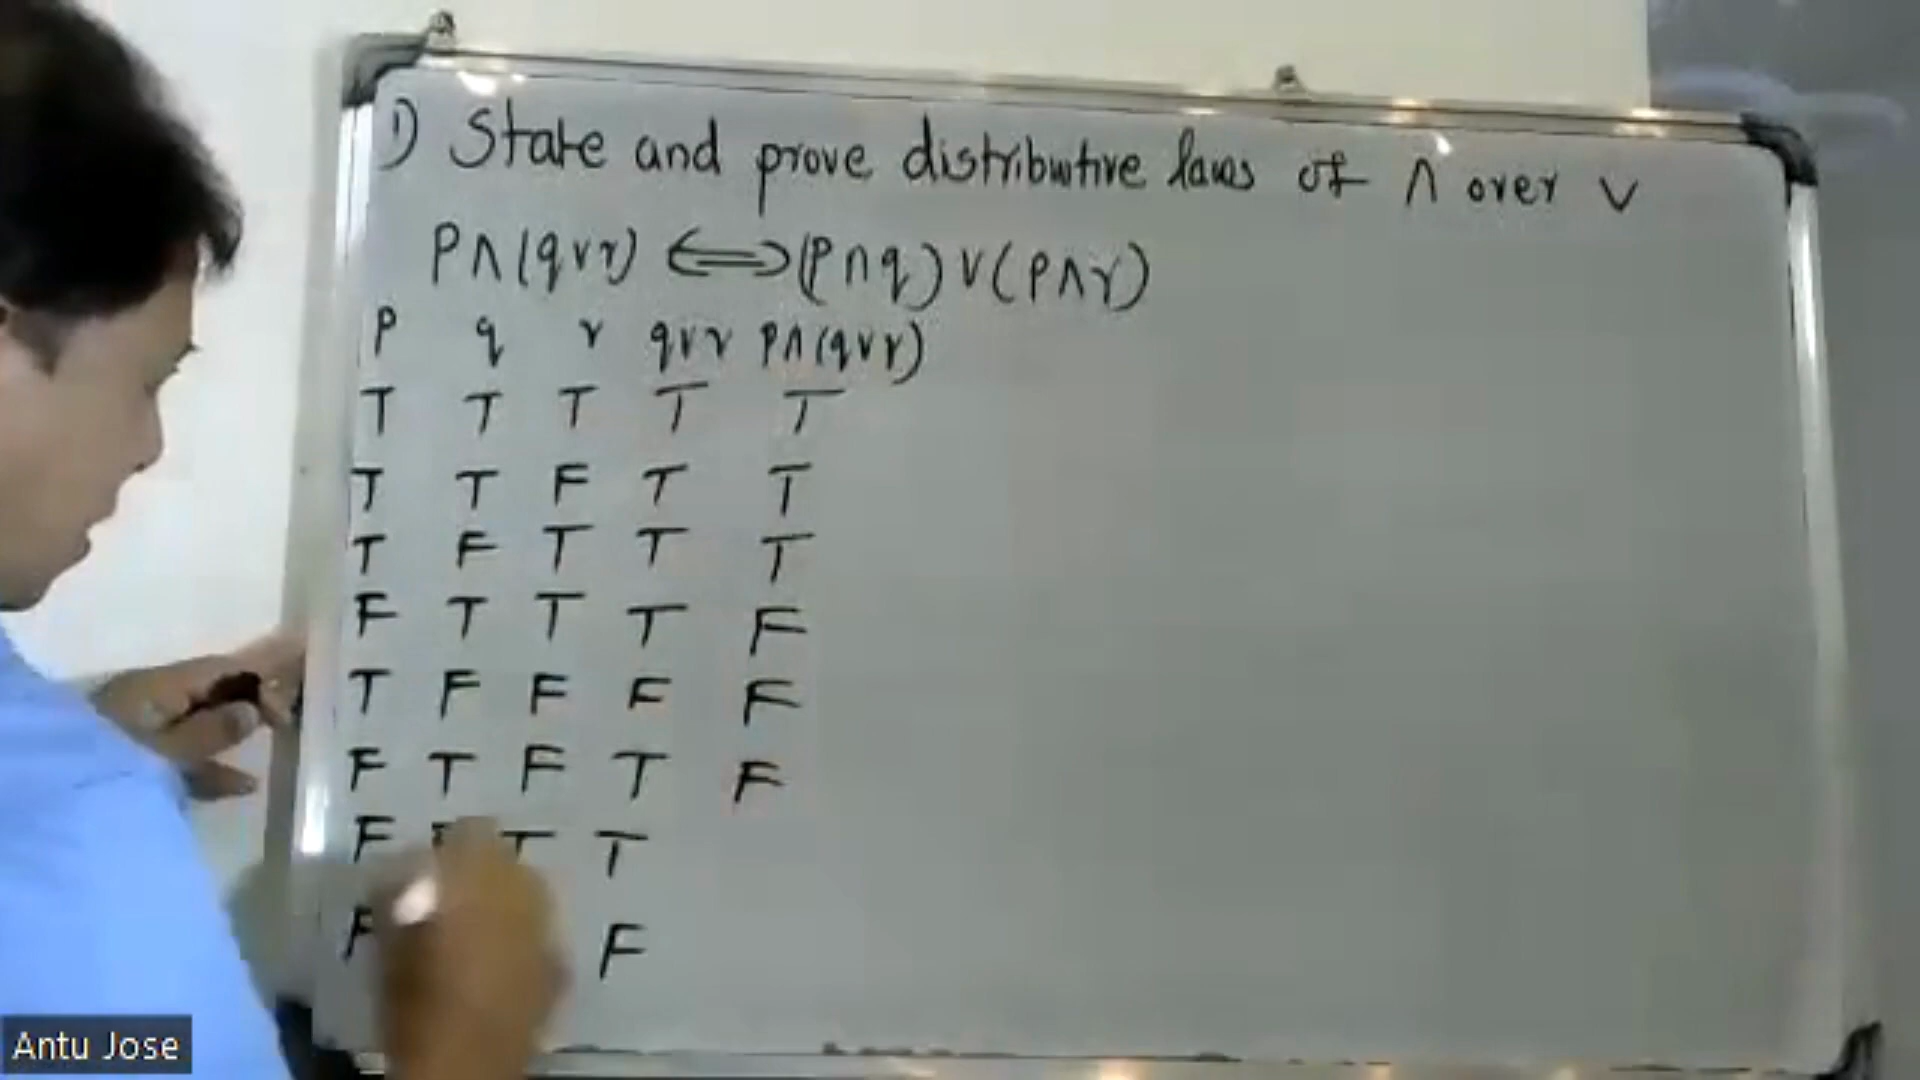 1) State and prove distributive laws of ∧ over ∨
P∧(q∨r) ⟺ (P∧q)∨(P∧r)
P q r q∨r P∧(q∨r)
T T T T T
T T F T T
T F T T T
F T T T F
T F F F F
F T F T F
F F T T
F F
Antu Jose